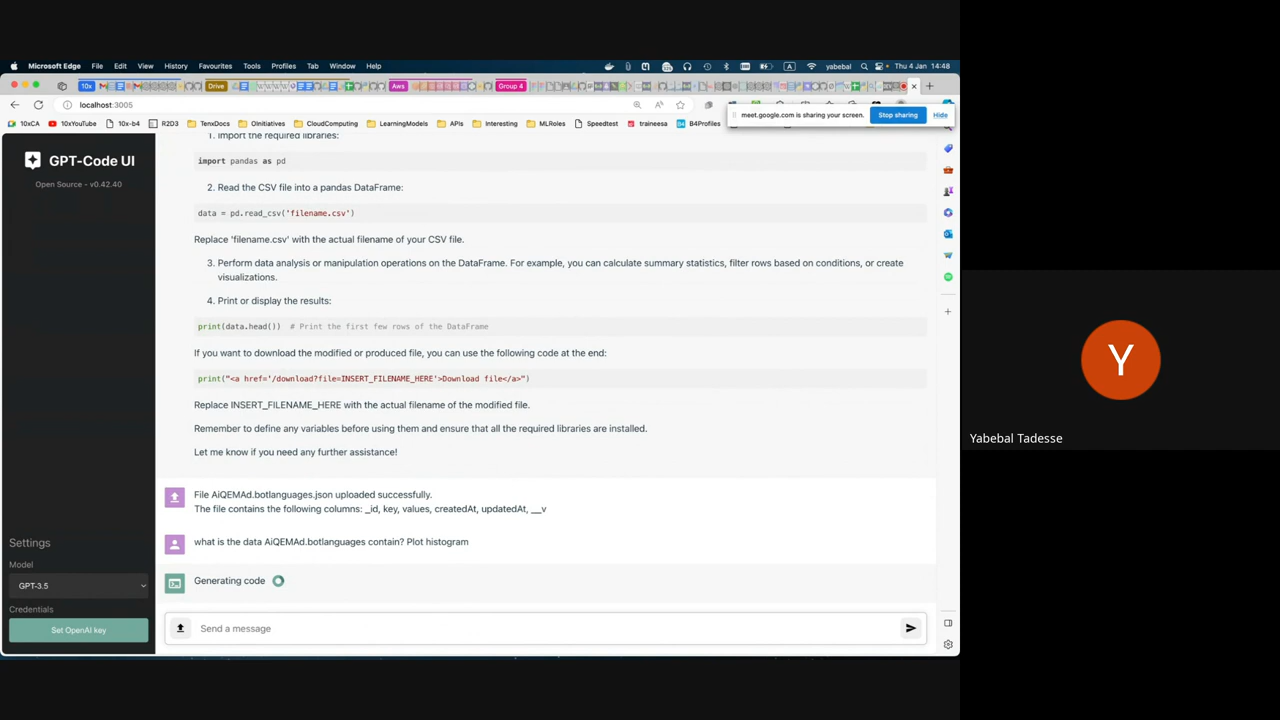 Microsoft Edge File Edit View History Favourites Tools Profiles Tab Window Help
yabebal Thu 4 Jan 14:48
10x Drive Aws Group 4
localhost:3005
meet.google.com is sharing your screen. Stop sharing Hide
10xCA 10xYouTube 10x-b4 R2D3 TenxDocs OInitiatives CloudComputing LearningModels APIs Interesting MLRoles Speedtest traineesa B4Profiles
GPT-Code UI
Open Source - v0.42.40
1. Import the required libraries:
import pandas as pd
2. Read the CSV file into a pandas DataFrame:
data = pd.read_csv('filename.csv')
Replace 'filename.csv' with the actual filename of your CSV file.
3. Perform data analysis or manipulation operations on the DataFrame. For example, you can calculate summary statistics, filter rows based on conditions, or create
visualizations.
4. Print or display the results:
print(data.head()) # Print the first few rows of the DataFrame
If you want to download the modified or produced file, you can use the following code at the end:
print("<a href='/download?file=INSERT_FILENAME_HERE'>Download file</a>")
Replace INSERT_FILENAME_HERE with the actual filename of the modified file.
Remember to define any variables before using them and ensure that all the required libraries are installed.
Let me know if you need any further assistance!
File AiQEMAd.botlanguages.json uploaded successfully.
The file contains the following columns: _id, key, values, createdAt, updatedAt, __v
what is the data AiQEMAd.botlanguages contain? Plot histogram
Generating code
Send a message
Settings
Model
GPT-3.5
Credentials
Set OpenAI key
Y
Yabebal Tadesse